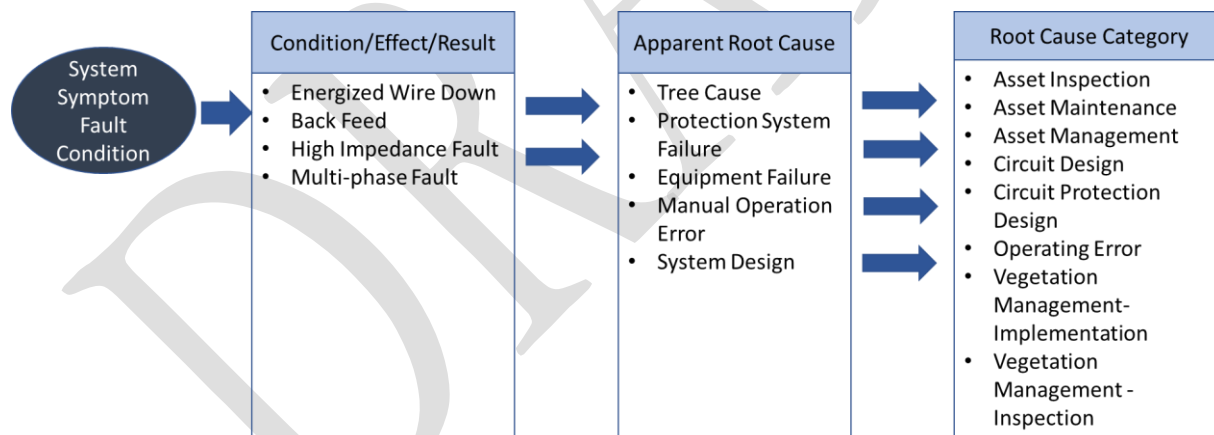 System
Symptom
Fault
Condition
Condition/Effect/Result
• Energized Wire Down
• Back Feed
• High Impedance Fault
• Multi-phase Fault
Apparent Root Cause
• Tree Cause
• Protection System
Failure
• Equipment Failure
• Manual Operation
Error
• System Design
Root Cause Category
• Asset Inspection
• Asset Maintenance
• Asset Management
• Circuit Design
• Circuit Protection
Design
• Operating Error
• Vegetation
Management-
Implementation
• Vegetation
Management -
Inspection